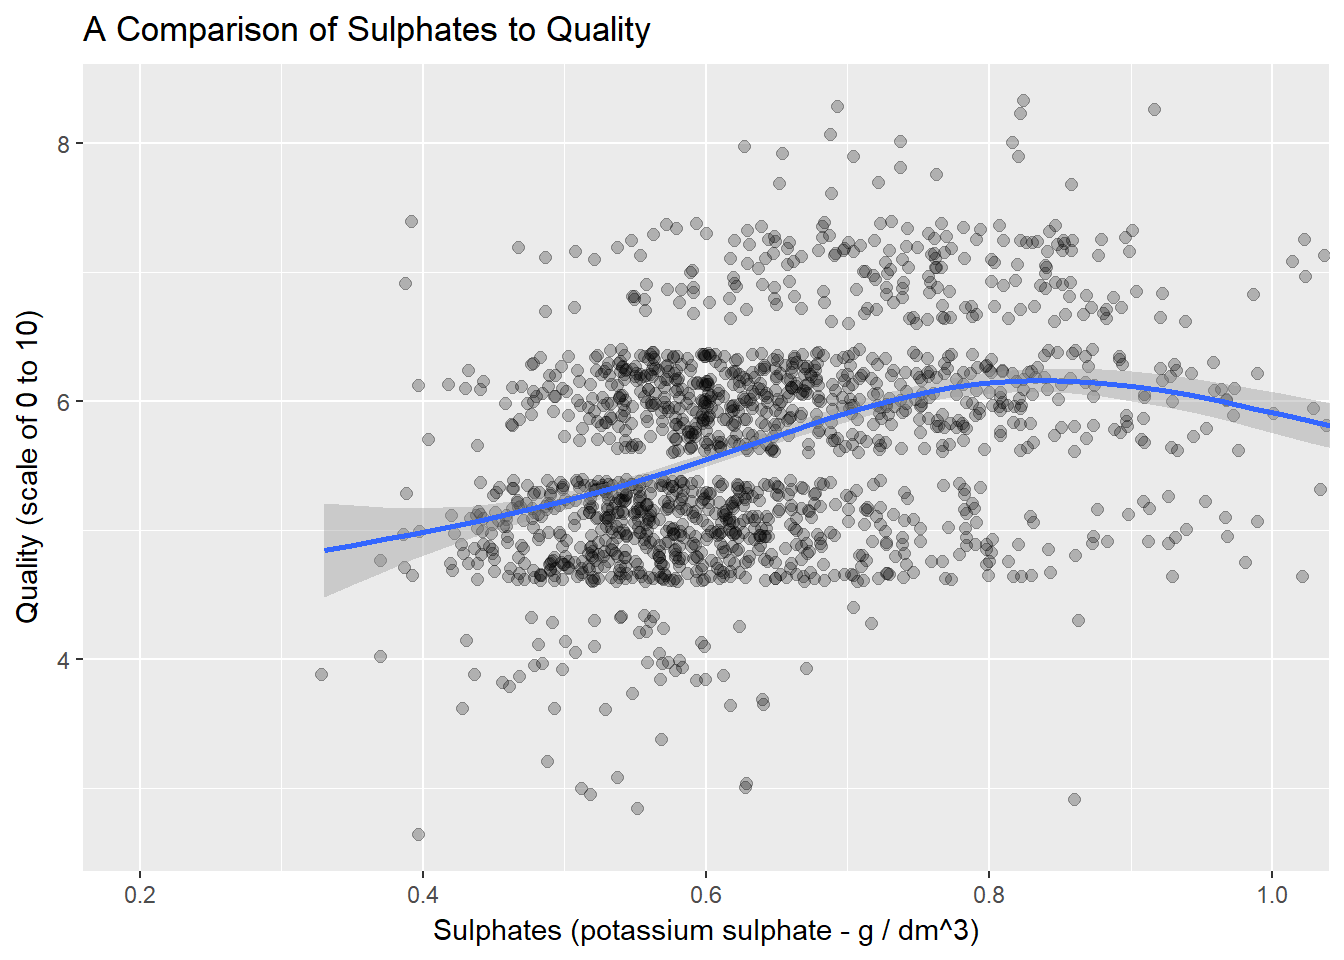 A Comparison of Sulphates to Quality
8
6
4
Quality (scale of 0 to 10)
0.2 0.4 0.6 0.8 1.0
Sulphates (potassium sulphate - g / dm^3)